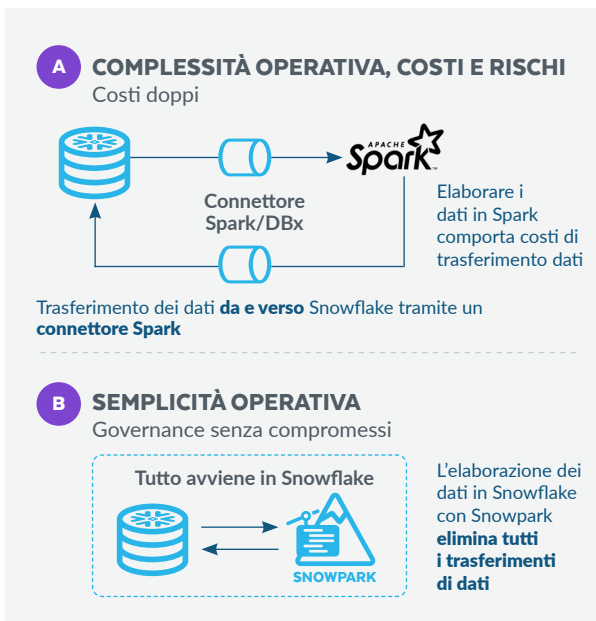 A
COMPLESSITÀ OPERATIVA, COSTI E RISCHI
Costi doppi
APACHE
Spark™
Connettore
Spark/DBx
Elaborare i
dati in Spark
comporta costi di
trasferimento dati
Trasferimento dei dati da e verso Snowflake tramite un
connettore Spark
B
SEMPLICITÀ OPERATIVA
Governance senza compromessi
Tutto avviene in Snowflake
SNOWPARK
L'elaborazione dei
dati in Snowflake
con Snowpark
elimina tutti
i trasferimenti
di dati